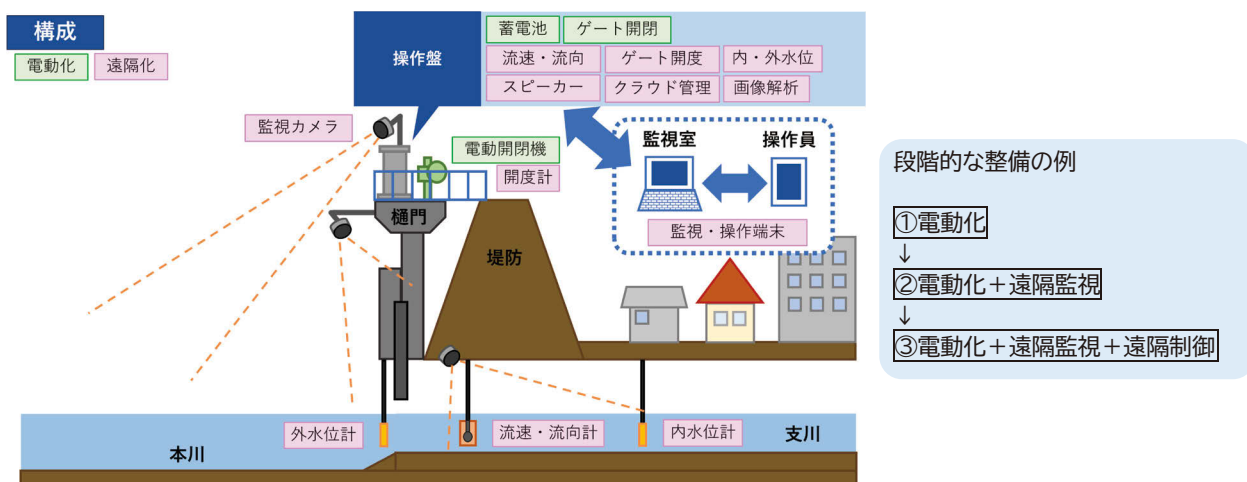 構成
電動化 遠隔化
操作盤
蓄電池 ゲート開閉
流速・流向 ゲート開度 内・外水位
スピーカー クラウド管理 画像解析
監視カメラ
電動開閉機
開度計
樋門
堤防
監視室 操作員
監視・操作端末
外水位計 流速・流向計 内水位計
本川 支川
段階的な整備の例
①電動化
↓
②電動化+遠隔監視
↓
③電動化+遠隔監視+遠隔制御